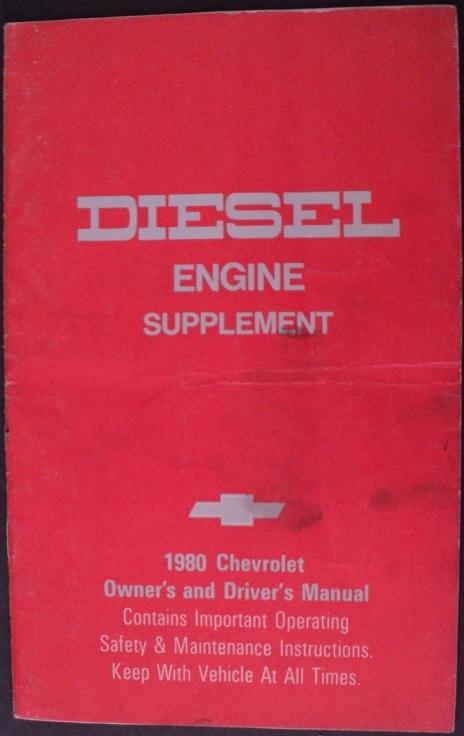 DIESEL
ENGINE
SUPPLEMENT
1980 Chevrolet
Owner's and Driver's Manual
Contains Important Operating
Safety & Maintenance Instructions.
Keep With Vehicle At All Times.